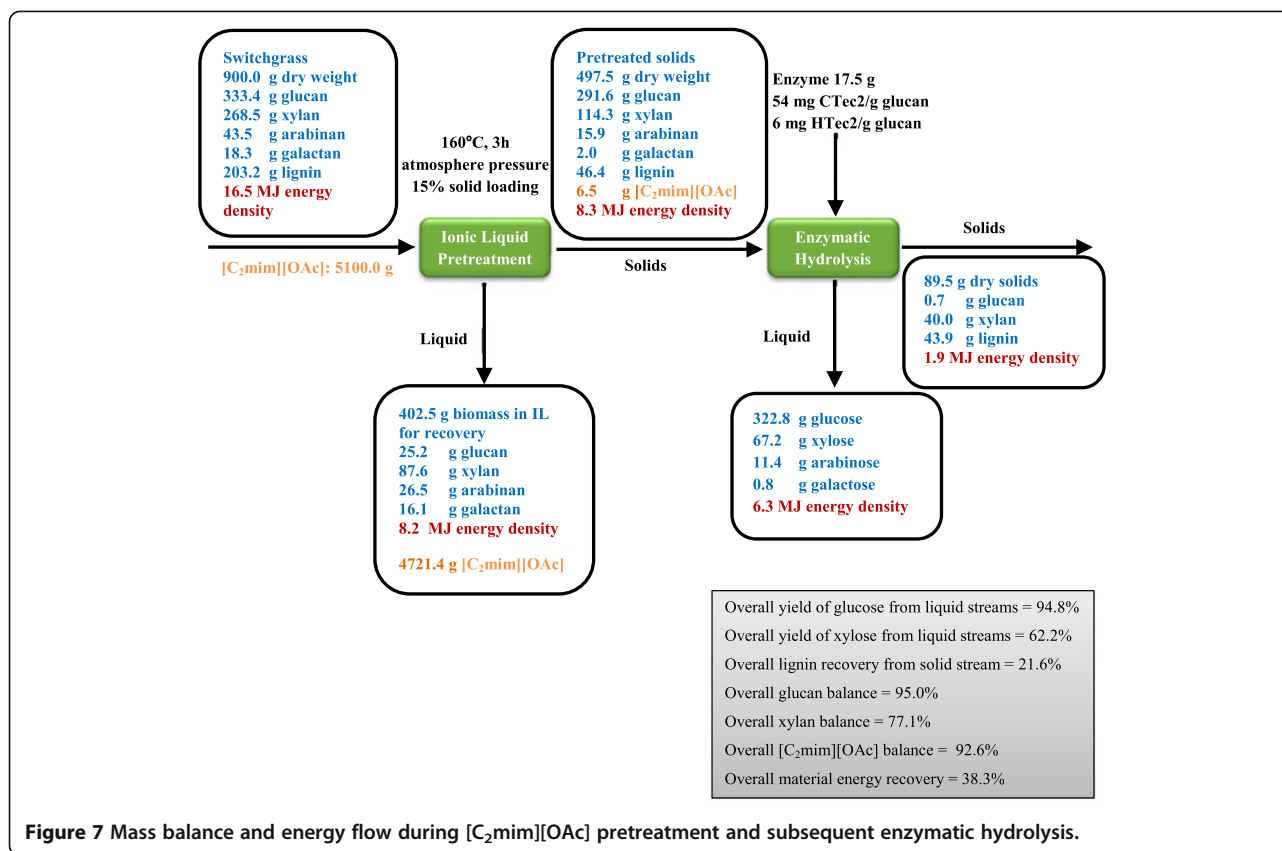 Switchgrass
900.0 g dry weight
333.4 g glucan
268.5 g xylan
43.5 g arabinan
18.3 g galactan
203.2 g lignin
16.5 MJ energy
density
[C₂mim][OAc]: 5100.0 g
160°C, 3h
atmosphere pressure
15% solid loading
Ionic Liquid
Pretreatment
Liquid
402.5 g biomass in IL
for recovery
25.2 g glucan
87.6 g xylan
26.5 g arabinan
16.1 g galactan
8.2 MJ energy density
4721.4 g [C₂mim][OAc]
Solids
Pretreated solids
497.5 g dry weight
291.6 g glucan
114.3 g xylan
15.9 g arabinan
2.0 g galactan
46.4 g lignin
6.5 g [C₂mim][OAc]
8.3 MJ energy density
Enzyme 17.5 g
54 mg CTec2/g glucan
6 mg HTec2/g glucan
Enzymatic
Hydrolysis
Liquid
322.8 g glucose
67.2 g xylose
11.4 g arabinose
0.8 g galactose
6.3 MJ energy density
Solids
89.5 g dry solids
0.7 g glucan
40.0 g xylan
43.9 g lignin
1.9 MJ energy density
Overall yield of glucose from liquid streams = 94.8%
Overall yield of xylose from liquid streams = 62.2%
Overall lignin recovery from solid stream = 21.6%
Overall glucan balance = 95.0%
Overall xylan balance = 77.1%
Overall [C₂mim][OAc] balance = 92.6%
Overall material energy recovery = 38.3%
Figure 7 Mass balance and energy flow during [C₂mim][OAc] pretreatment and subsequent enzymatic hydrolysis.